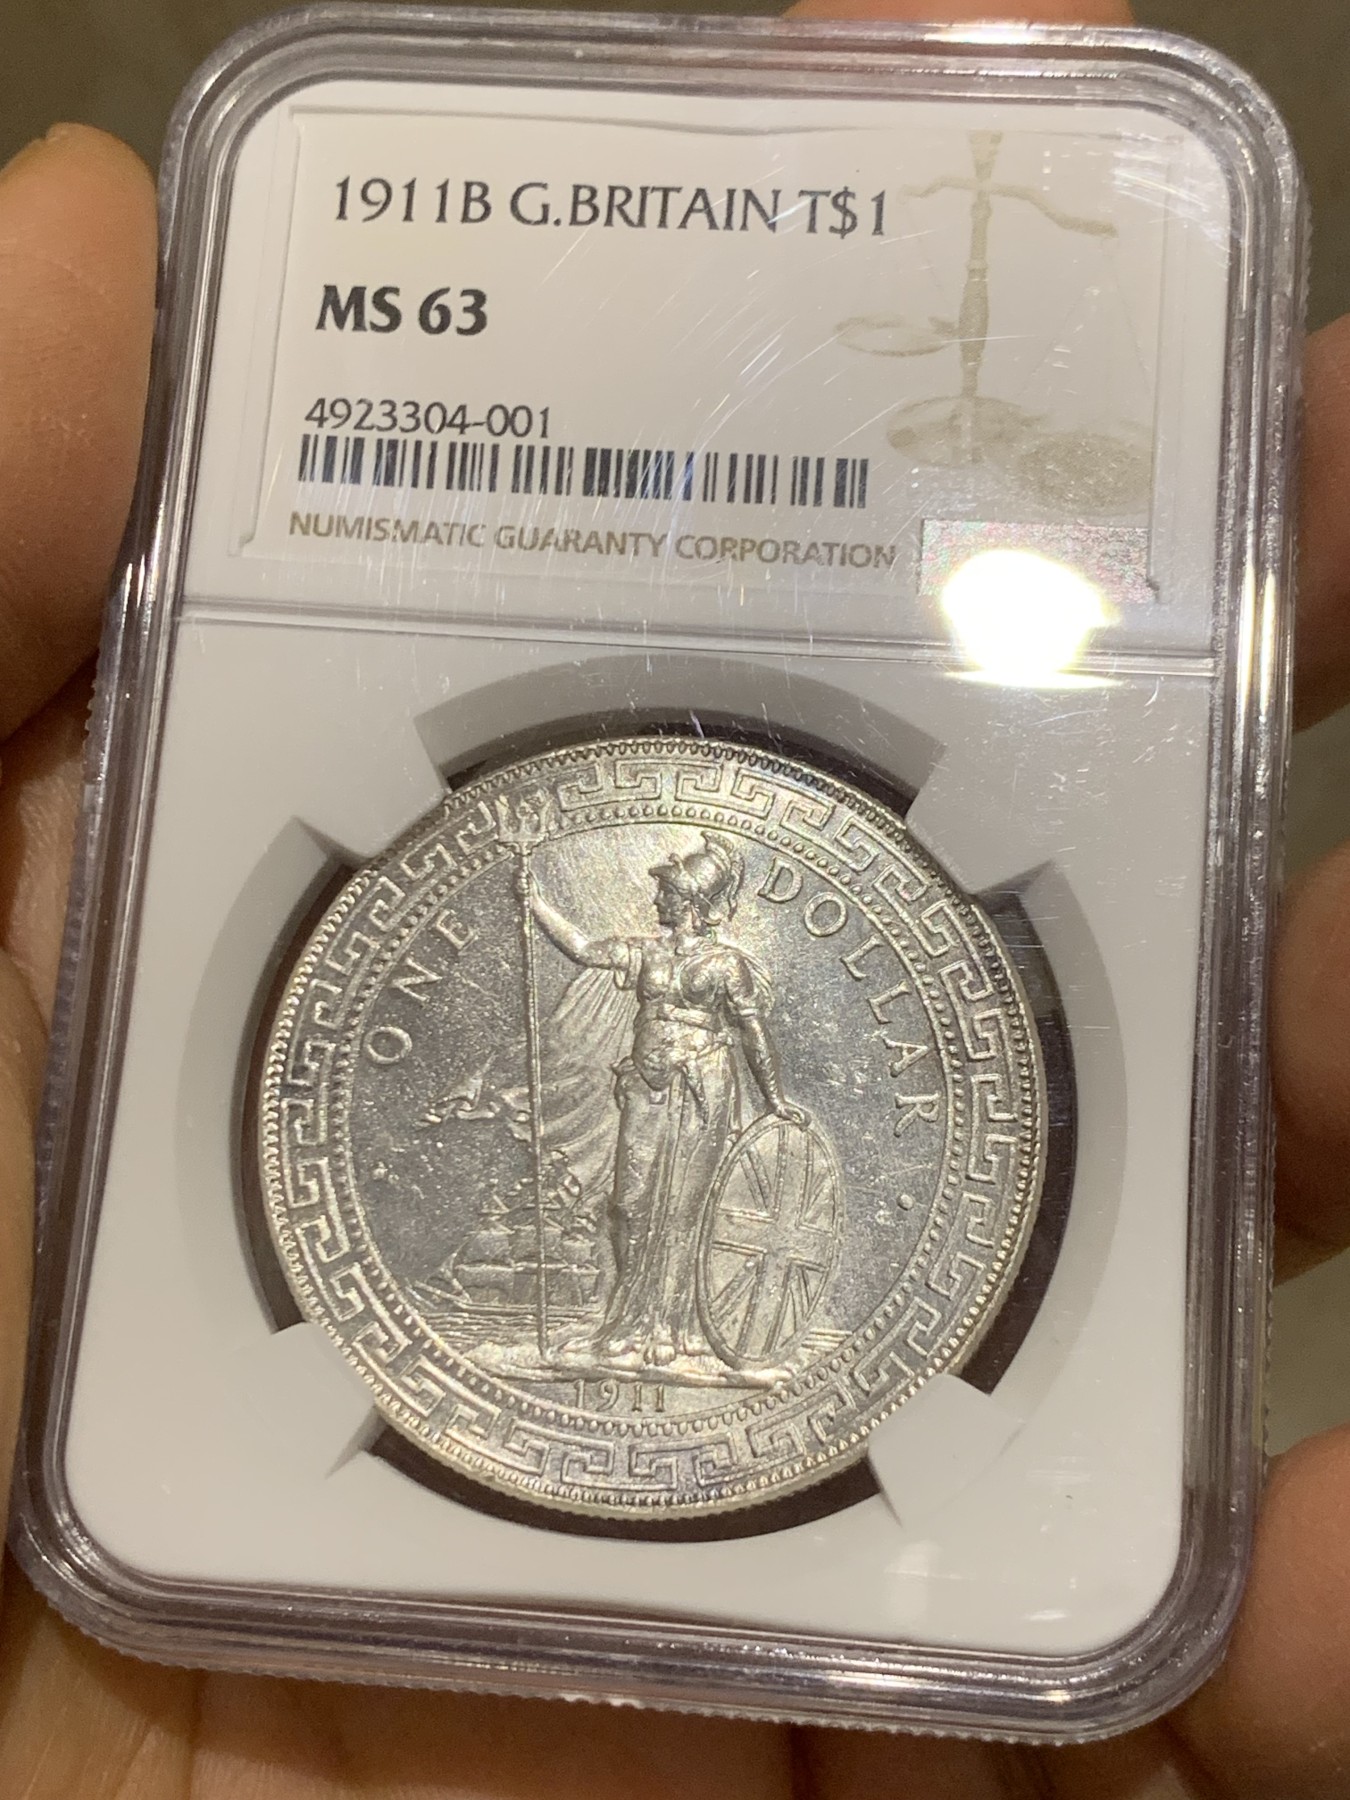 1911B G.BRITAIN T$1
MS 63
4923304-001
NUMISMATIC GUARANTY CORPORATION
ONE DOLLAR
1911